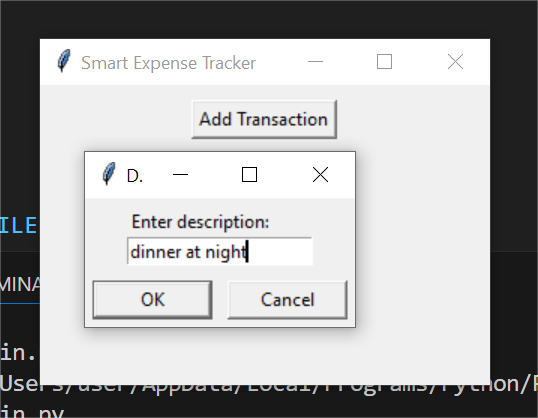 Smart Expense Tracker
Add Transaction
D.
Enter description:
dinner at night
OK
Cancel
ILE
MINA
in.
Users/user/AppData/Local/Programs/Python/P
in.py